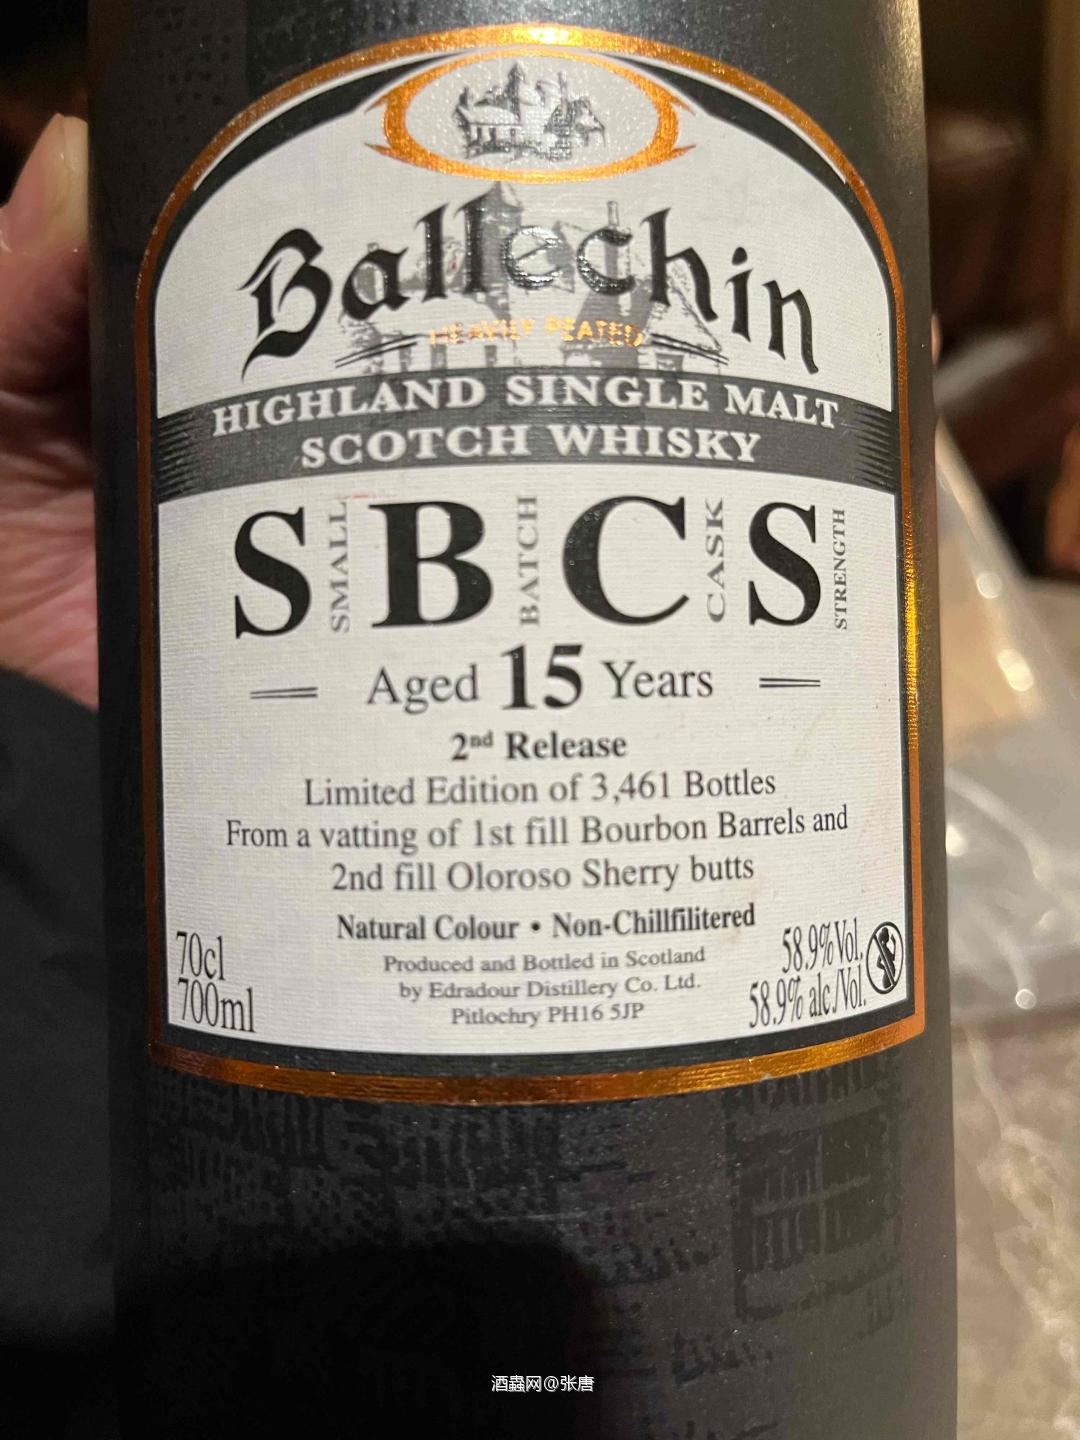 Ballechin
HEAVILY PEATED
HIGHLAND SINGLE MALT
SCOTCH WHISKY
S SMALL B BATCH C CASK S STRENGTH
Aged 15 Years
2nd Release
Limited Edition of 3,461 Bottles
From a vatting of 1st fill Bourbon Barrels and
2nd fill Oloroso Sherry butts
Natural Colour • Non-Chillfilitered
Produced and Bottled in Scotland
by Edradour Distillery Co. Ltd.
Pitlochry PH16 5JP
70cl
700ml
58.9%Vol.
58.9% alc./Vol.
酒蟲网@张唐